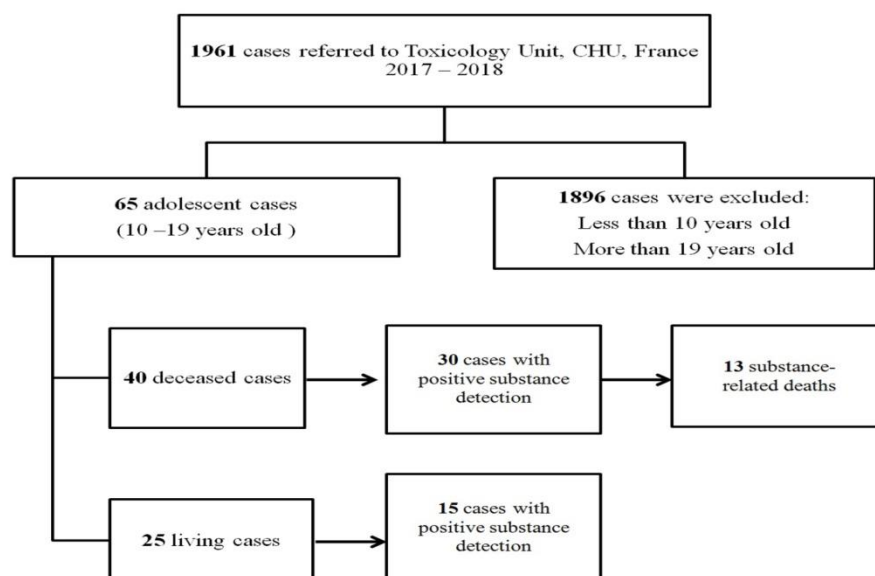 1961 cases referred to Toxicology Unit, CHU, France
2017 – 2018
65 adolescent cases
(10 –19 years old )
1896 cases were excluded:
Less than 10 years old
More than 19 years old
40 deceased cases
30 cases with
positive substance
detection
13 substance-
related deaths
25 living cases
15 cases with
positive substance
detection